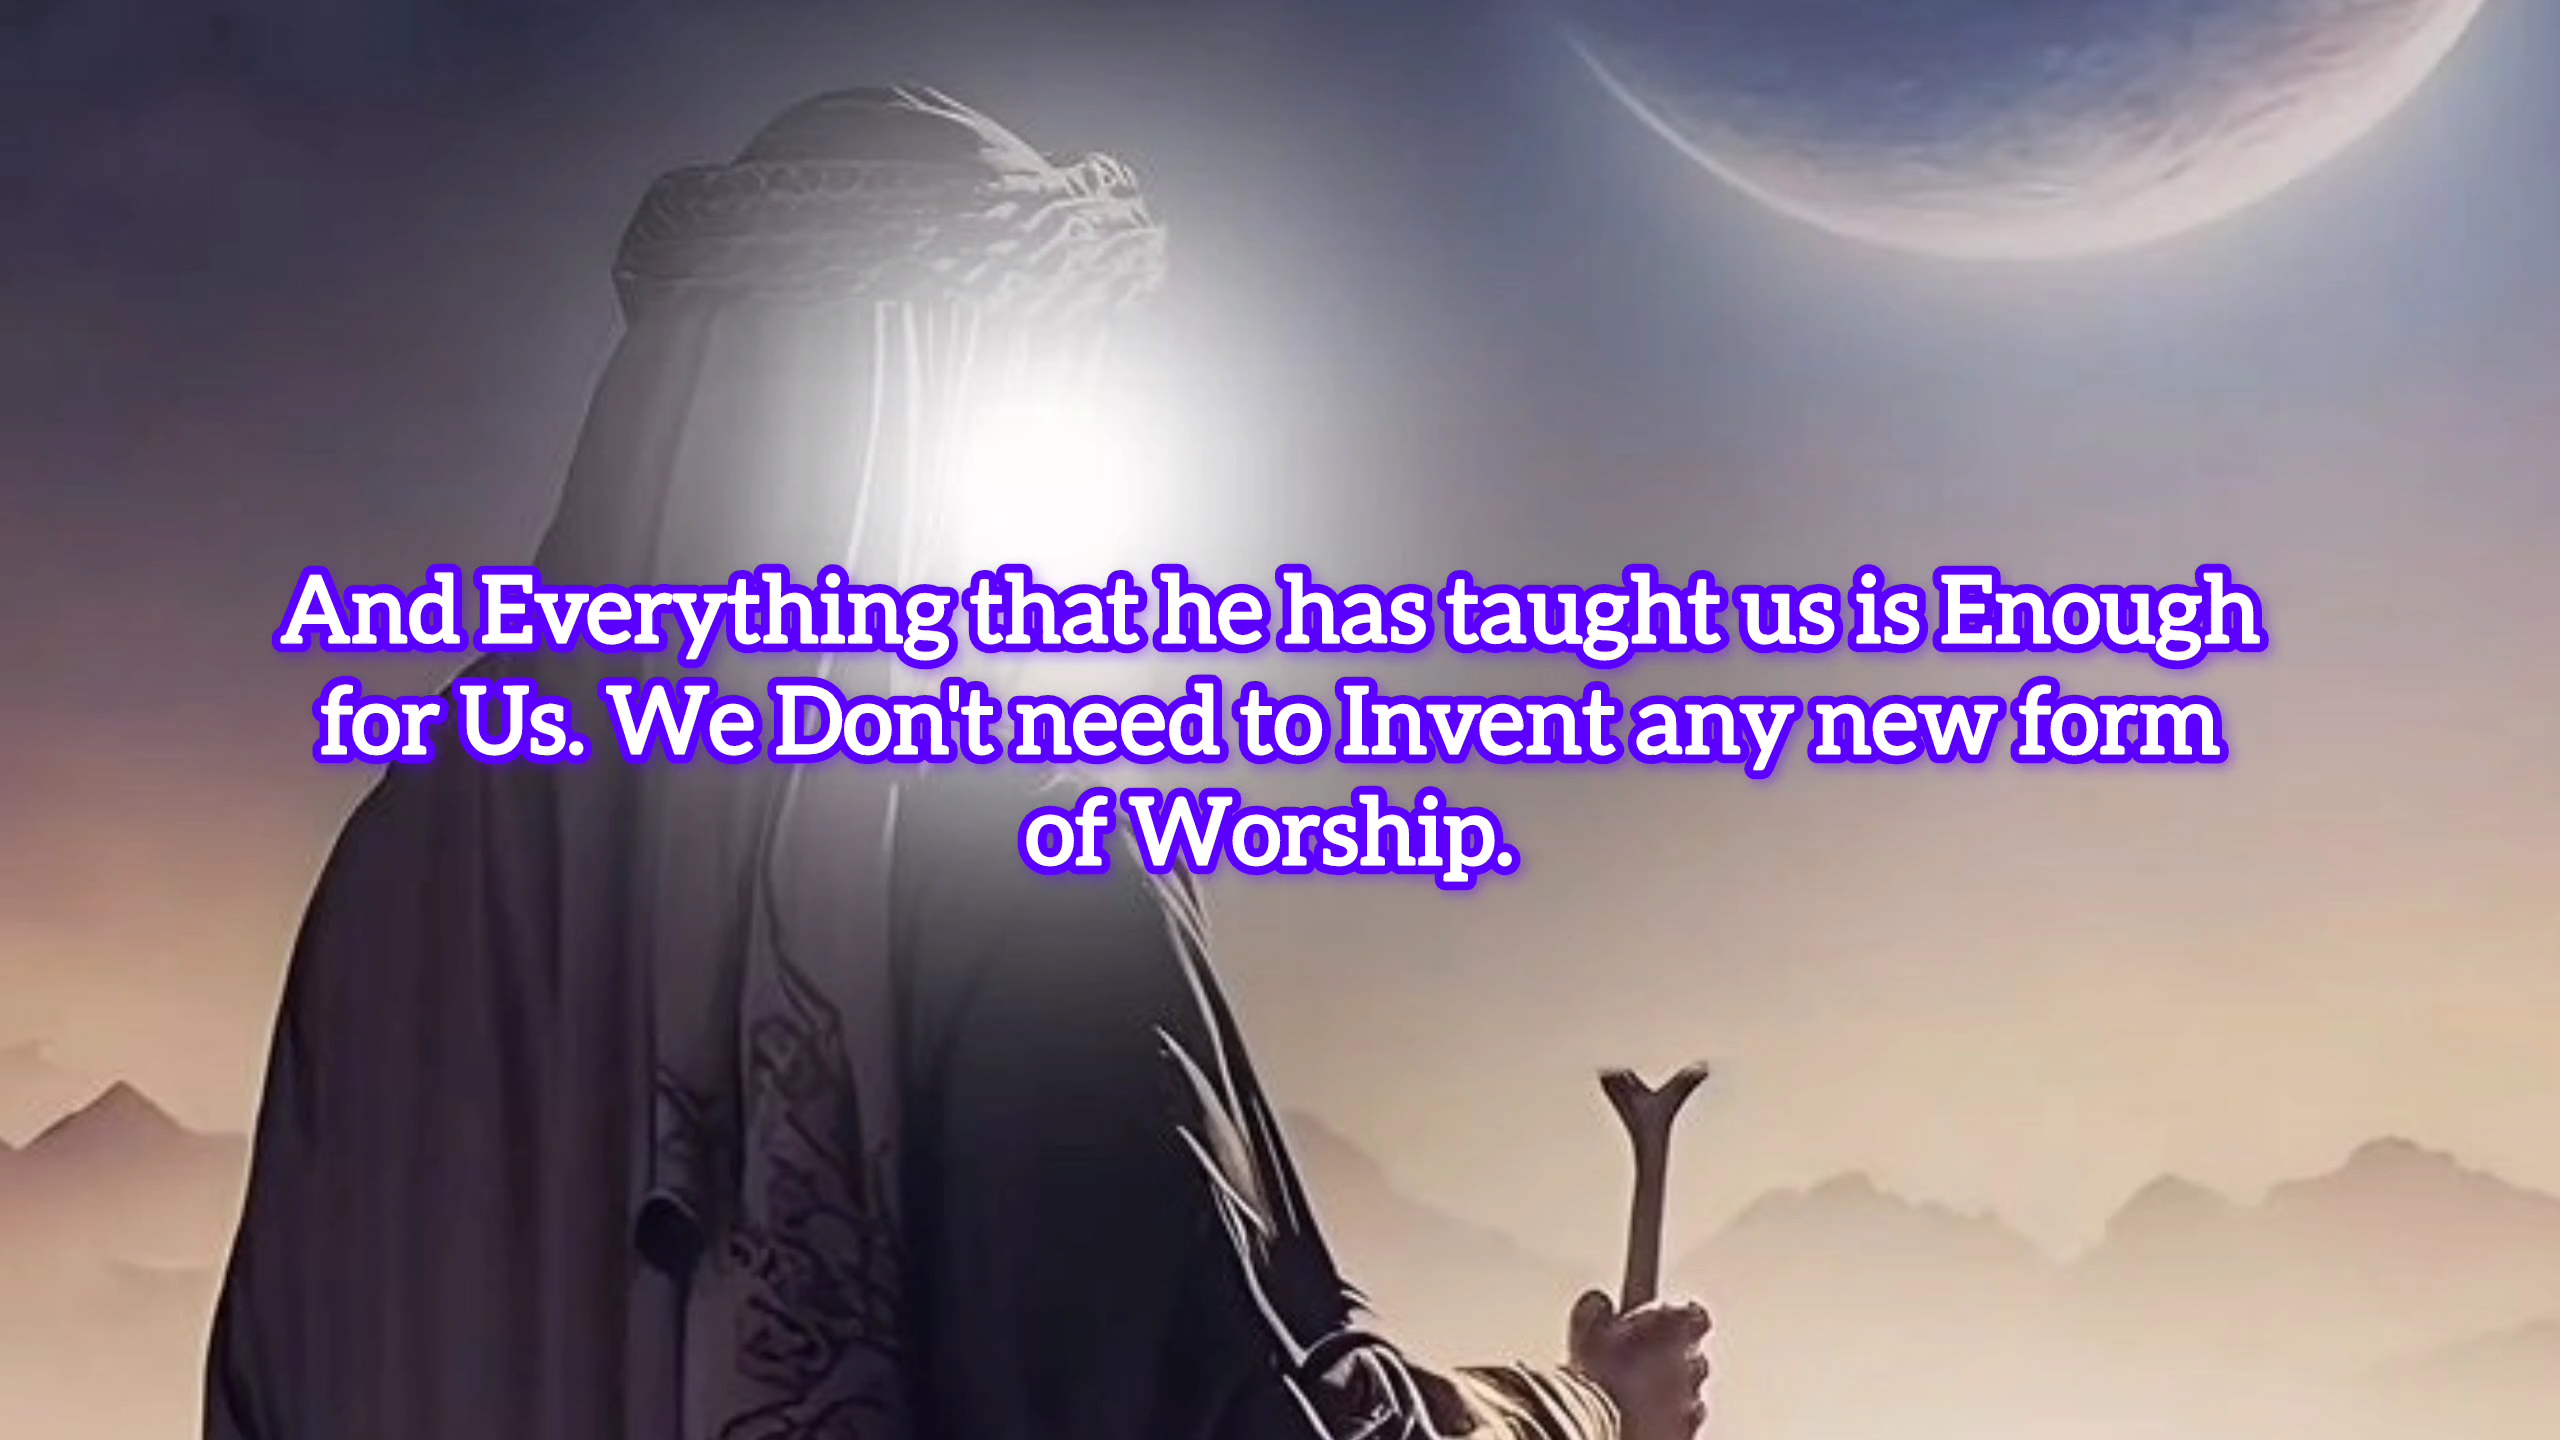 And Everything that he has taught us is Enough
for Us. We Don't need to Invent any new form
of Worship.